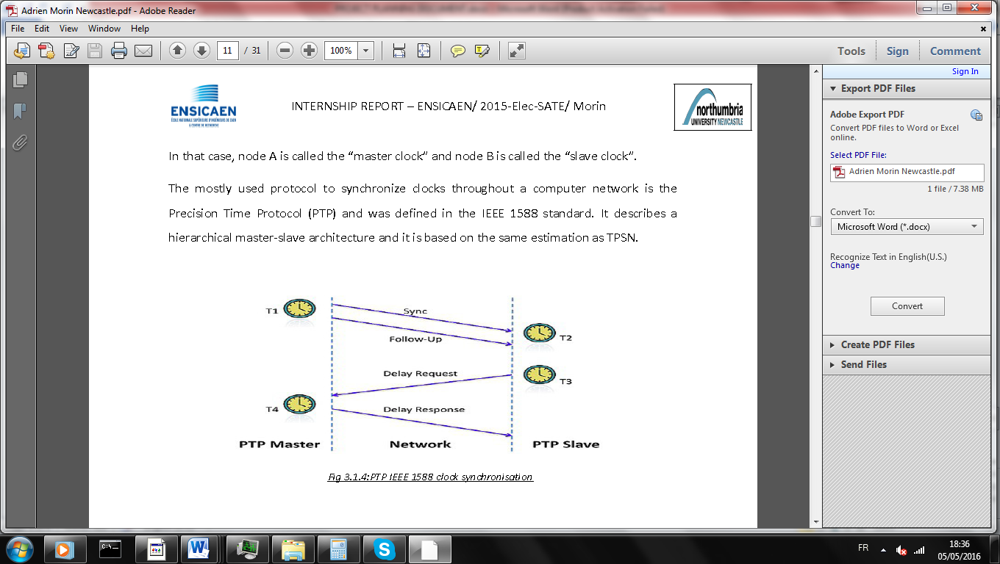 Adrien Morin Newcastle.pdf - Adobe Reader
File Edit View Window Help
11 / 31 100% Tools Sign Comment
Sign In
ENSICAEN
ÉCOLE NATIONALE SUPÉRIEURE D'INGÉNIEURS DE CAEN
& CENTRE DE RECHERCHE
INTERNSHIP REPORT – ENSICAEN/ 2015-Elec-SATE/ Morin
northumbria
UNIVERSITY NEWCASTLE
In that case, node A is called the “master clock” and node B is called the “slave clock”.
The mostly used protocol to synchronize clocks throughout a computer network is the
Precision Time Protocol (PTP) and was defined in the IEEE 1588 standard. It describes a
hierarchical master-slave architecture and it is based on the same estimation as TPSN.
T1
Sync
T2
Follow-Up
Delay Request
T3
T4
Delay Response
PTP Master Network PTP Slave
Fig 3.1.4:PTP IEEE 1588 clock synchronisation
Export PDF Files
Adobe Export PDF
Convert PDF files to Word or Excel
online.
Select PDF File:
Adrien Morin Newcastle.pdf
1 file / 7.38 MB
Convert To:
Microsoft Word (*.docx)
Recognize Text in English(U.S.)
Change
Convert
Create PDF Files
Send Files
FR
18:36
05/05/2016